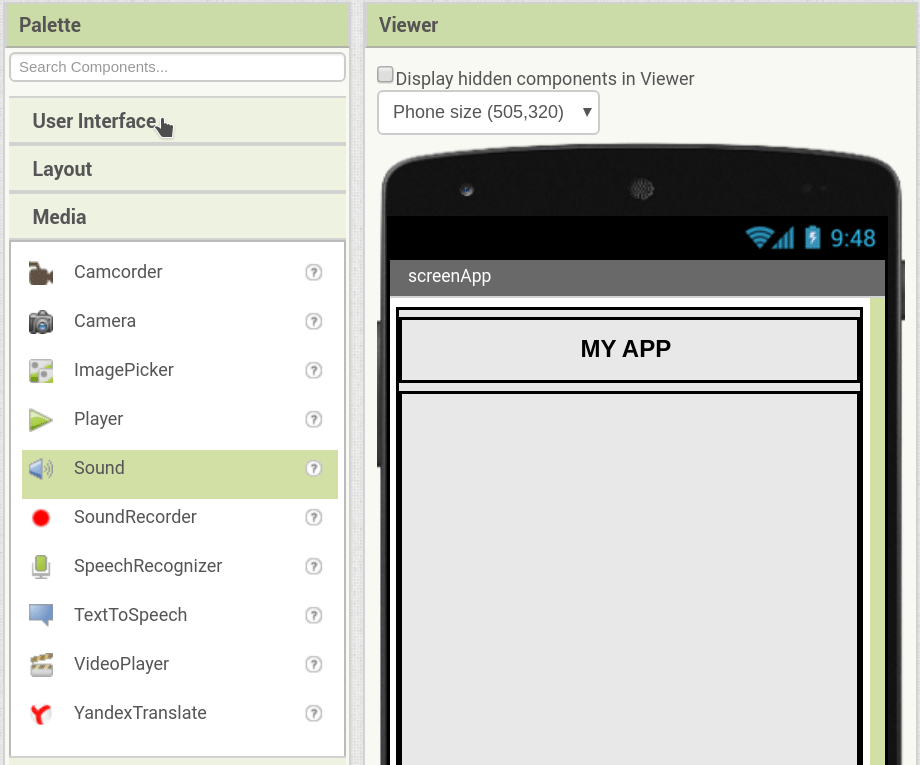 Palette
Search Components...
User Interface
Layout
Media
Camcorder ?
Camera ?
ImagePicker ?
Player ?
Sound ?
SoundRecorder ?
SpeechRecognizer ?
TextToSpeech ?
VideoPlayer ?
YandexTranslate ?
Viewer
Display hidden components in Viewer
Phone size (505,320)
9:48
screenApp
MY APP